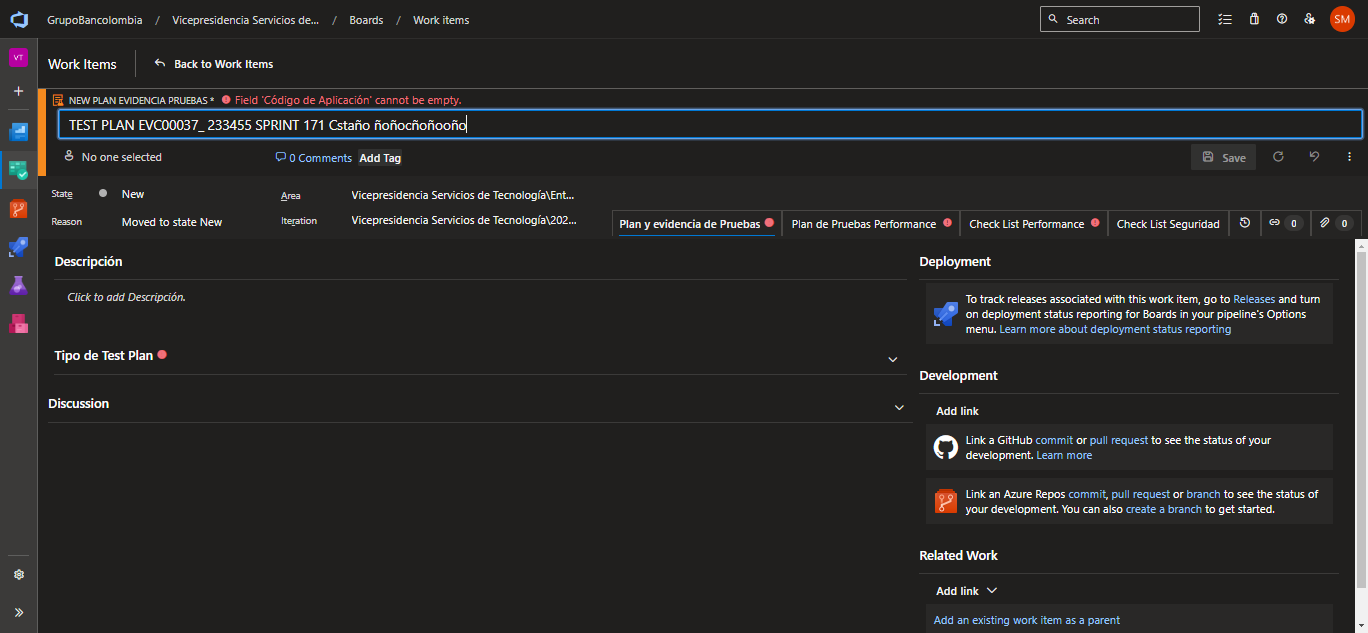 GrupoBancolombia / Vicepresidencia Servicios de... / Boards / Work items
Search
SM
VT
Work Items
Back to Work Items
NEW PLAN EVIDENCIA PRUEBAS * Field 'Código de Aplicación' cannot be empty.
TEST PLAN EVC00037_ 233455 SPRINT 171 Cstaño ñoñocñoñooño
No one selected
0 Comments
Add Tag
Save
State
New
Area
Vicepresidencia Servicios de Tecnología\Ent...
Reason
Moved to state New
Iteration
Vicepresidencia Servicios de Tecnología\202...
Plan y evidencia de Pruebas
Plan de Pruebas Performance
Check List Performance
Check List Seguridad
0
0
Descripción
Click to add Descripción.
Tipo de Test Plan
Discussion
Deployment
To track releases associated with this work item, go to Releases and turn
on deployment status reporting for Boards in your pipeline's Options
menu. Learn more about deployment status reporting
Development
Add link
Link a GitHub commit or pull request to see the status of your
development. Learn more
Link an Azure Repos commit, pull request or branch to see the status of
your development. You can also create a branch to get started.
Related Work
Add link
Add an existing work item as a parent